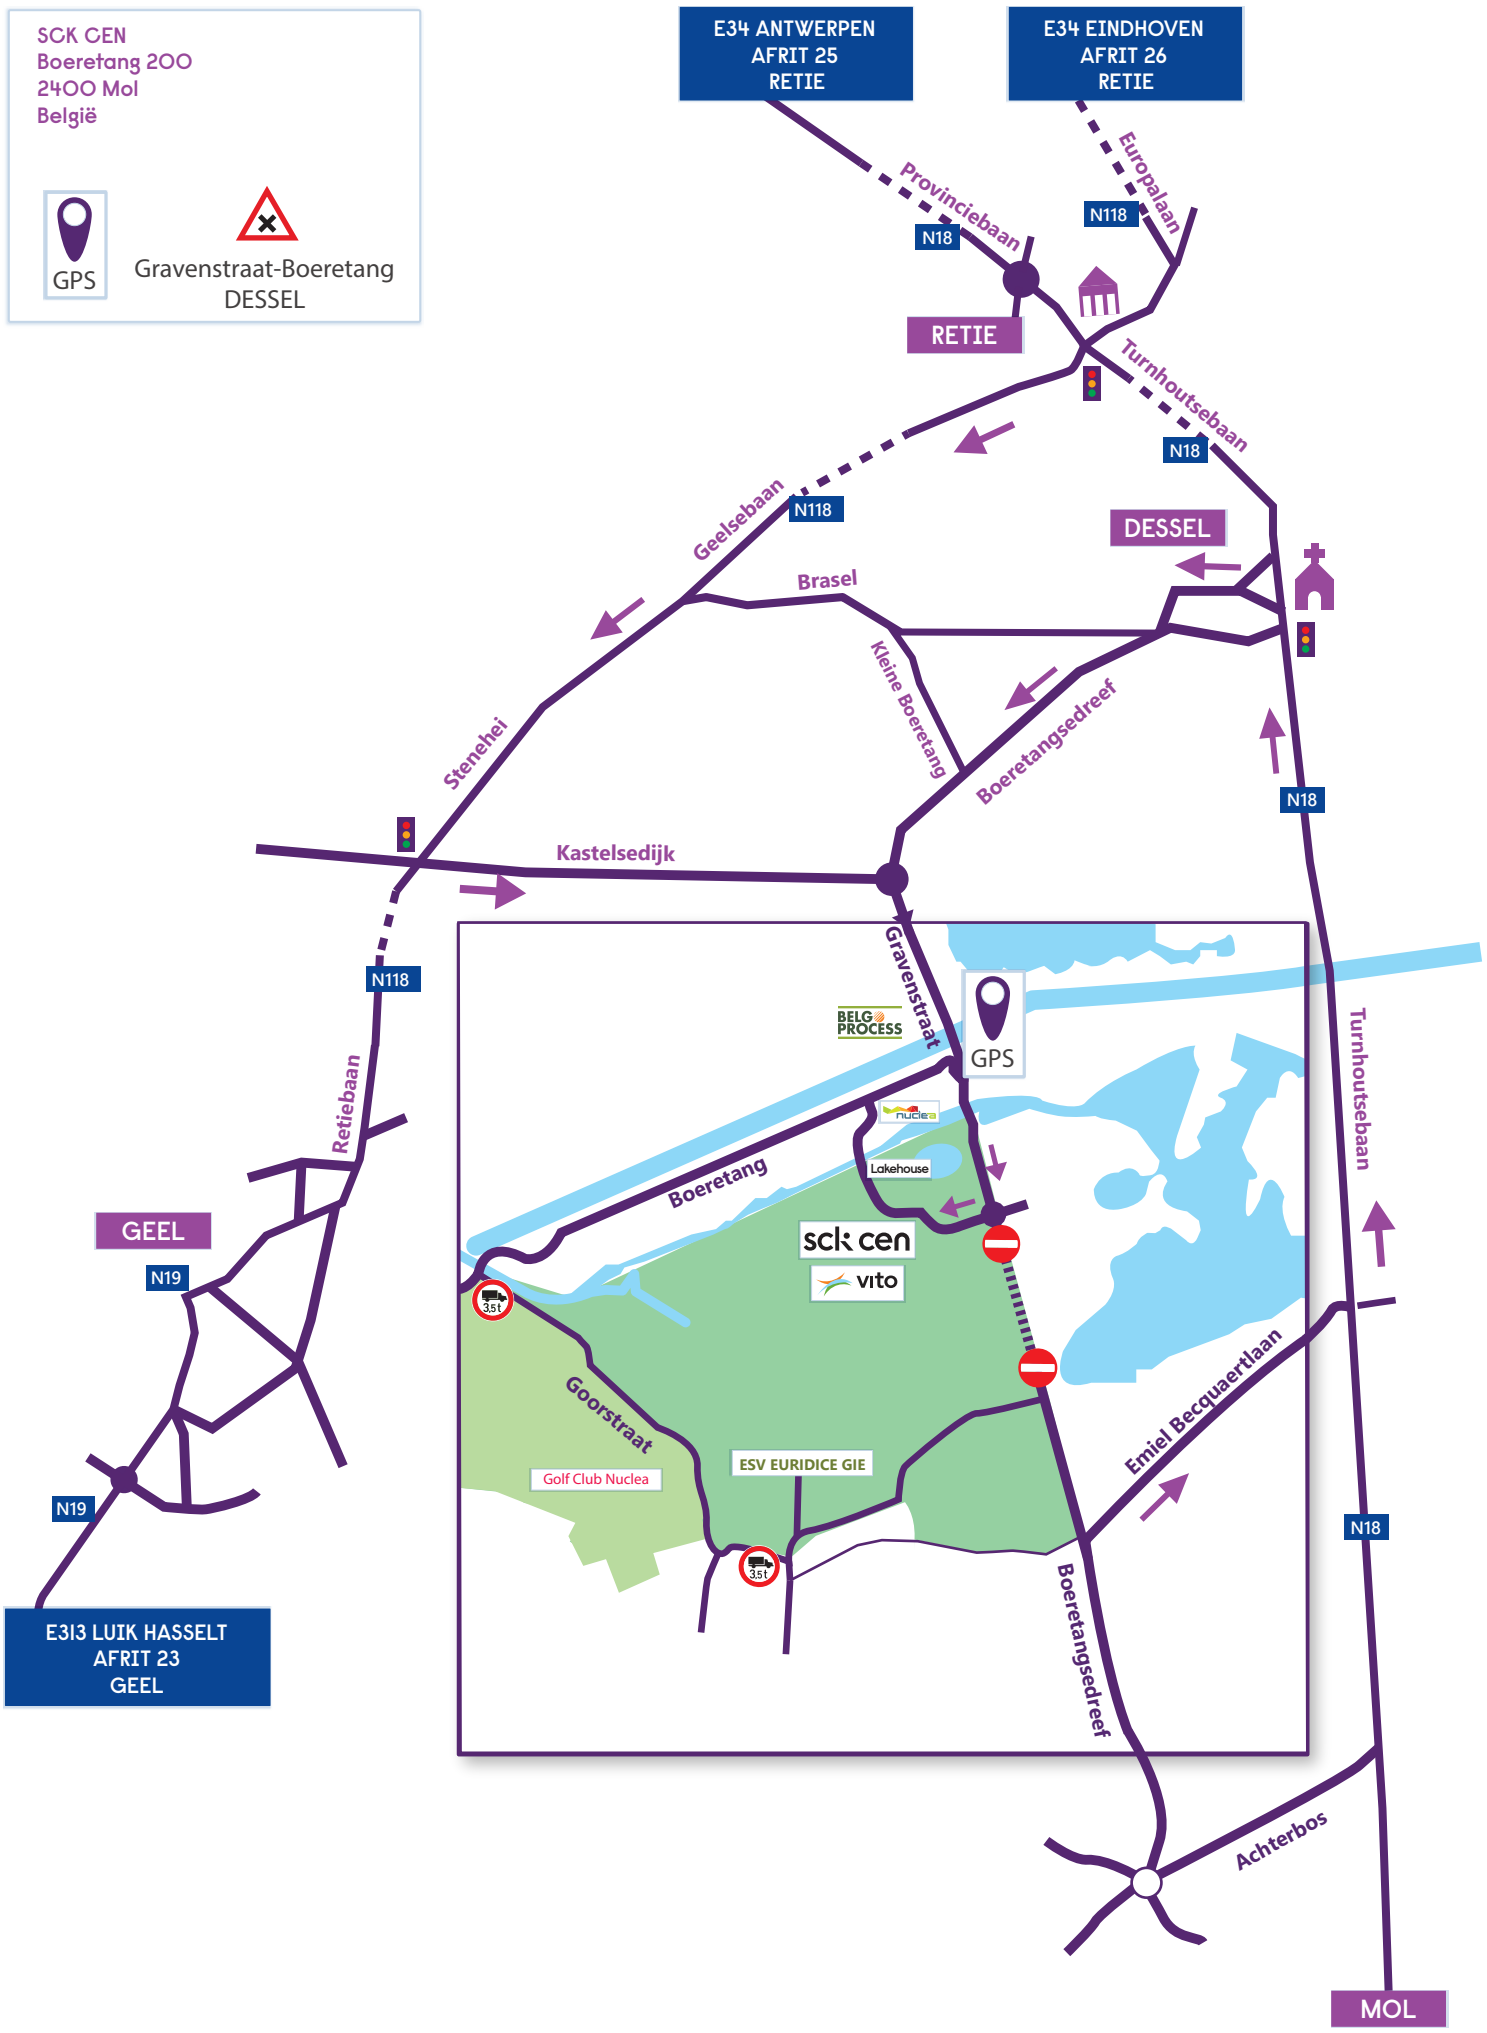 SCK CEN
Boeretang 200
2400 Mol
België
GPS
Gravenstraat-Boeretang
DESSEL
E34 ANTWERPEN
AFRIT 25
RETIE
E34 EINDHOVEN
AFRIT 26
RETIE
Provinciebaan
N18
Europalaan
N118
RETIE
Turnhoutsebaan
N18
Geelsebaan
N118
DESSEL
Brasel
Kleine Boeretang
Boeretangsedreef
Stenehei
N18
Kastelsedijk
N118
Gravenstraat
BELGO
PROCESS
GPS
Turnhoutsebaan
Retiebaan
nuclea
Lakehouse
Boeretang
GEEL
sck cen
N19
vito
3,5t
Goorstraat
Emiel Becquaertlaan
ESV EURIDICE GIE
Golf Club Nuclea
N19
N18
3,5t
Boeretangsedreef
E313 LUIK HASSELT
AFRIT 23
GEEL
Achterbos
MOL